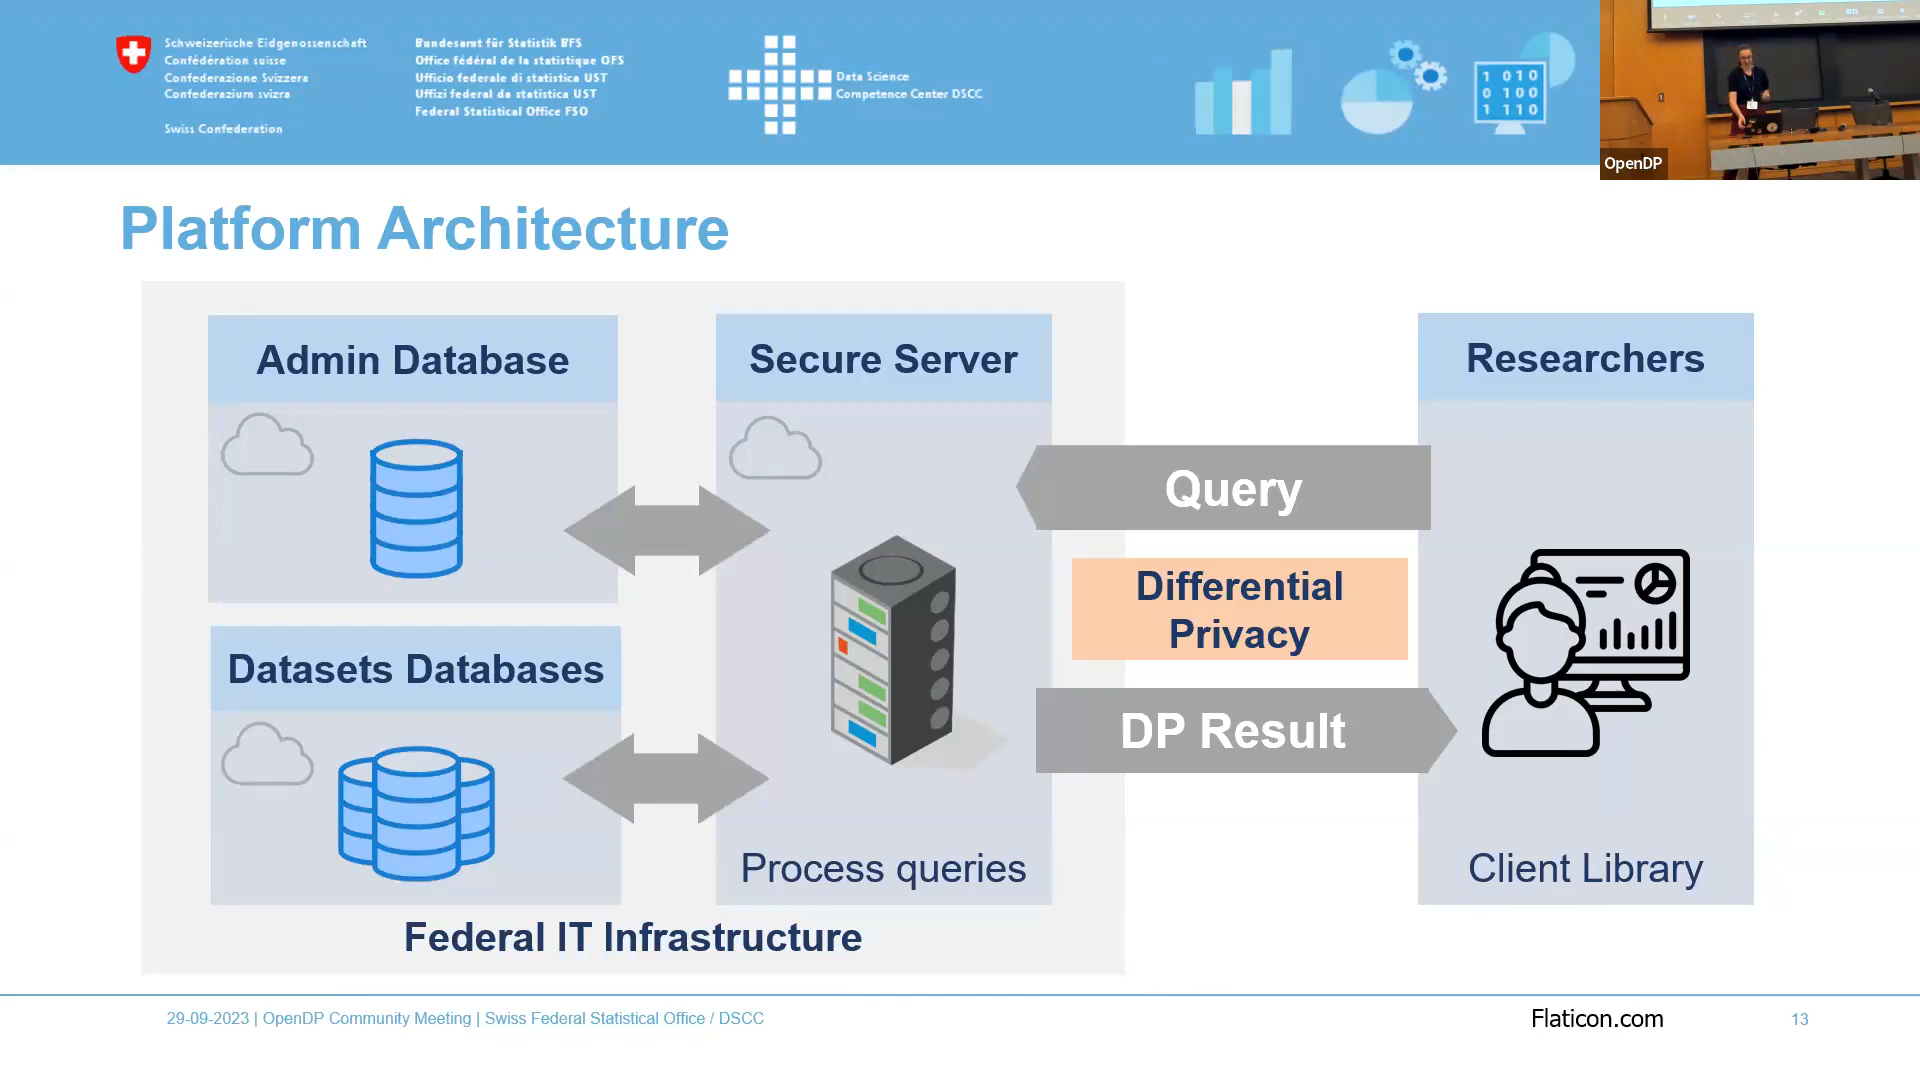 Schweizerische Eidgenossenschaft
Confédération suisse
Confederazione Svizzera
Confederaziun svizra
Swiss Confederation
Bundesamt für Statistik BFS
Office fédéral de la statistique OFS
Ufficio federale di statistica UST
Uffizi federal da statistica UST
Federal Statistical Office FSO
Data Science
Competence Center DSCC
1 010
0 100
1 110
OpenDP
Platform Architecture
Admin Database
Secure Server
Researchers
Query
Differential
Privacy
Datasets Databases
DP Result
Process queries
Client Library
Federal IT Infrastructure
29-09-2023 | OpenDP Community Meeting | Swiss Federal Statistical Office / DSCC
Flaticon.com
13